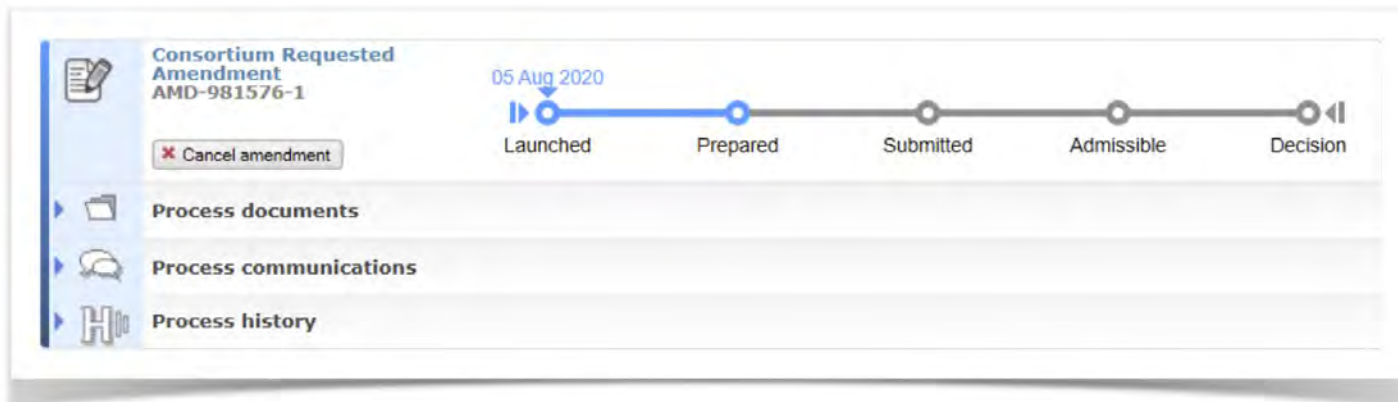 Consortium Requested
Amendment
AMD-981576-1
05 Aug 2020
Launched Prepared Submitted Admissible Decision
Cancel amendment
Process documents
Process communications
Process history